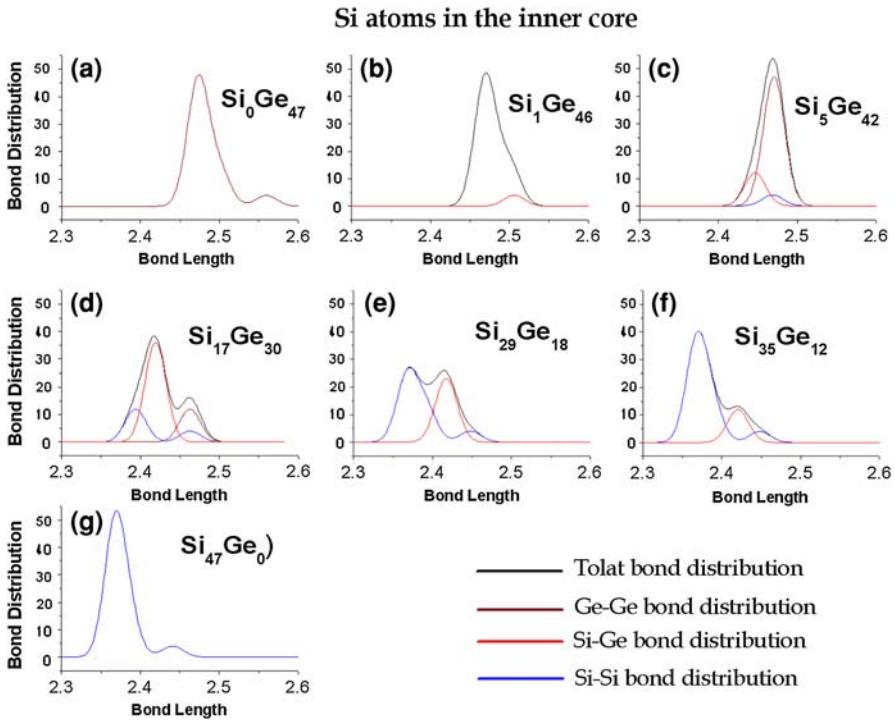 Si atoms in the inner core
(a) Si0Ge47
(b) Si1Ge46
(c) Si5Ge42
Bond Distribution
50
40
30
20
10
0
50
40
30
20
10
0
50
40
30
20
10
0
2.3 2.4 2.5 2.6
2.3 2.4 2.5 2.6
2.3 2.4 2.5 2.6
Bond Length
Bond Length
Bond Length
(d) Si17Ge30
(e) Si29Ge18
(f) Si35Ge12
Bond Distribution
50
40
30
20
10
0
50
40
30
20
10
0
50
40
30
20
10
0
2.3 2.4 2.5 2.6
2.3 2.4 2.5 2.6
2.3 2.4 2.5 2.6
Bond Length
Bond Length
Bond Length
(g) Si47Ge0)
Bond Distribution
50
40
30
20
10
0
2.3 2.4 2.5 2.6
Bond Length
Tolat bond distribution
Ge-Ge bond distribution
Si-Ge bond distribution
Si-Si bond distribution